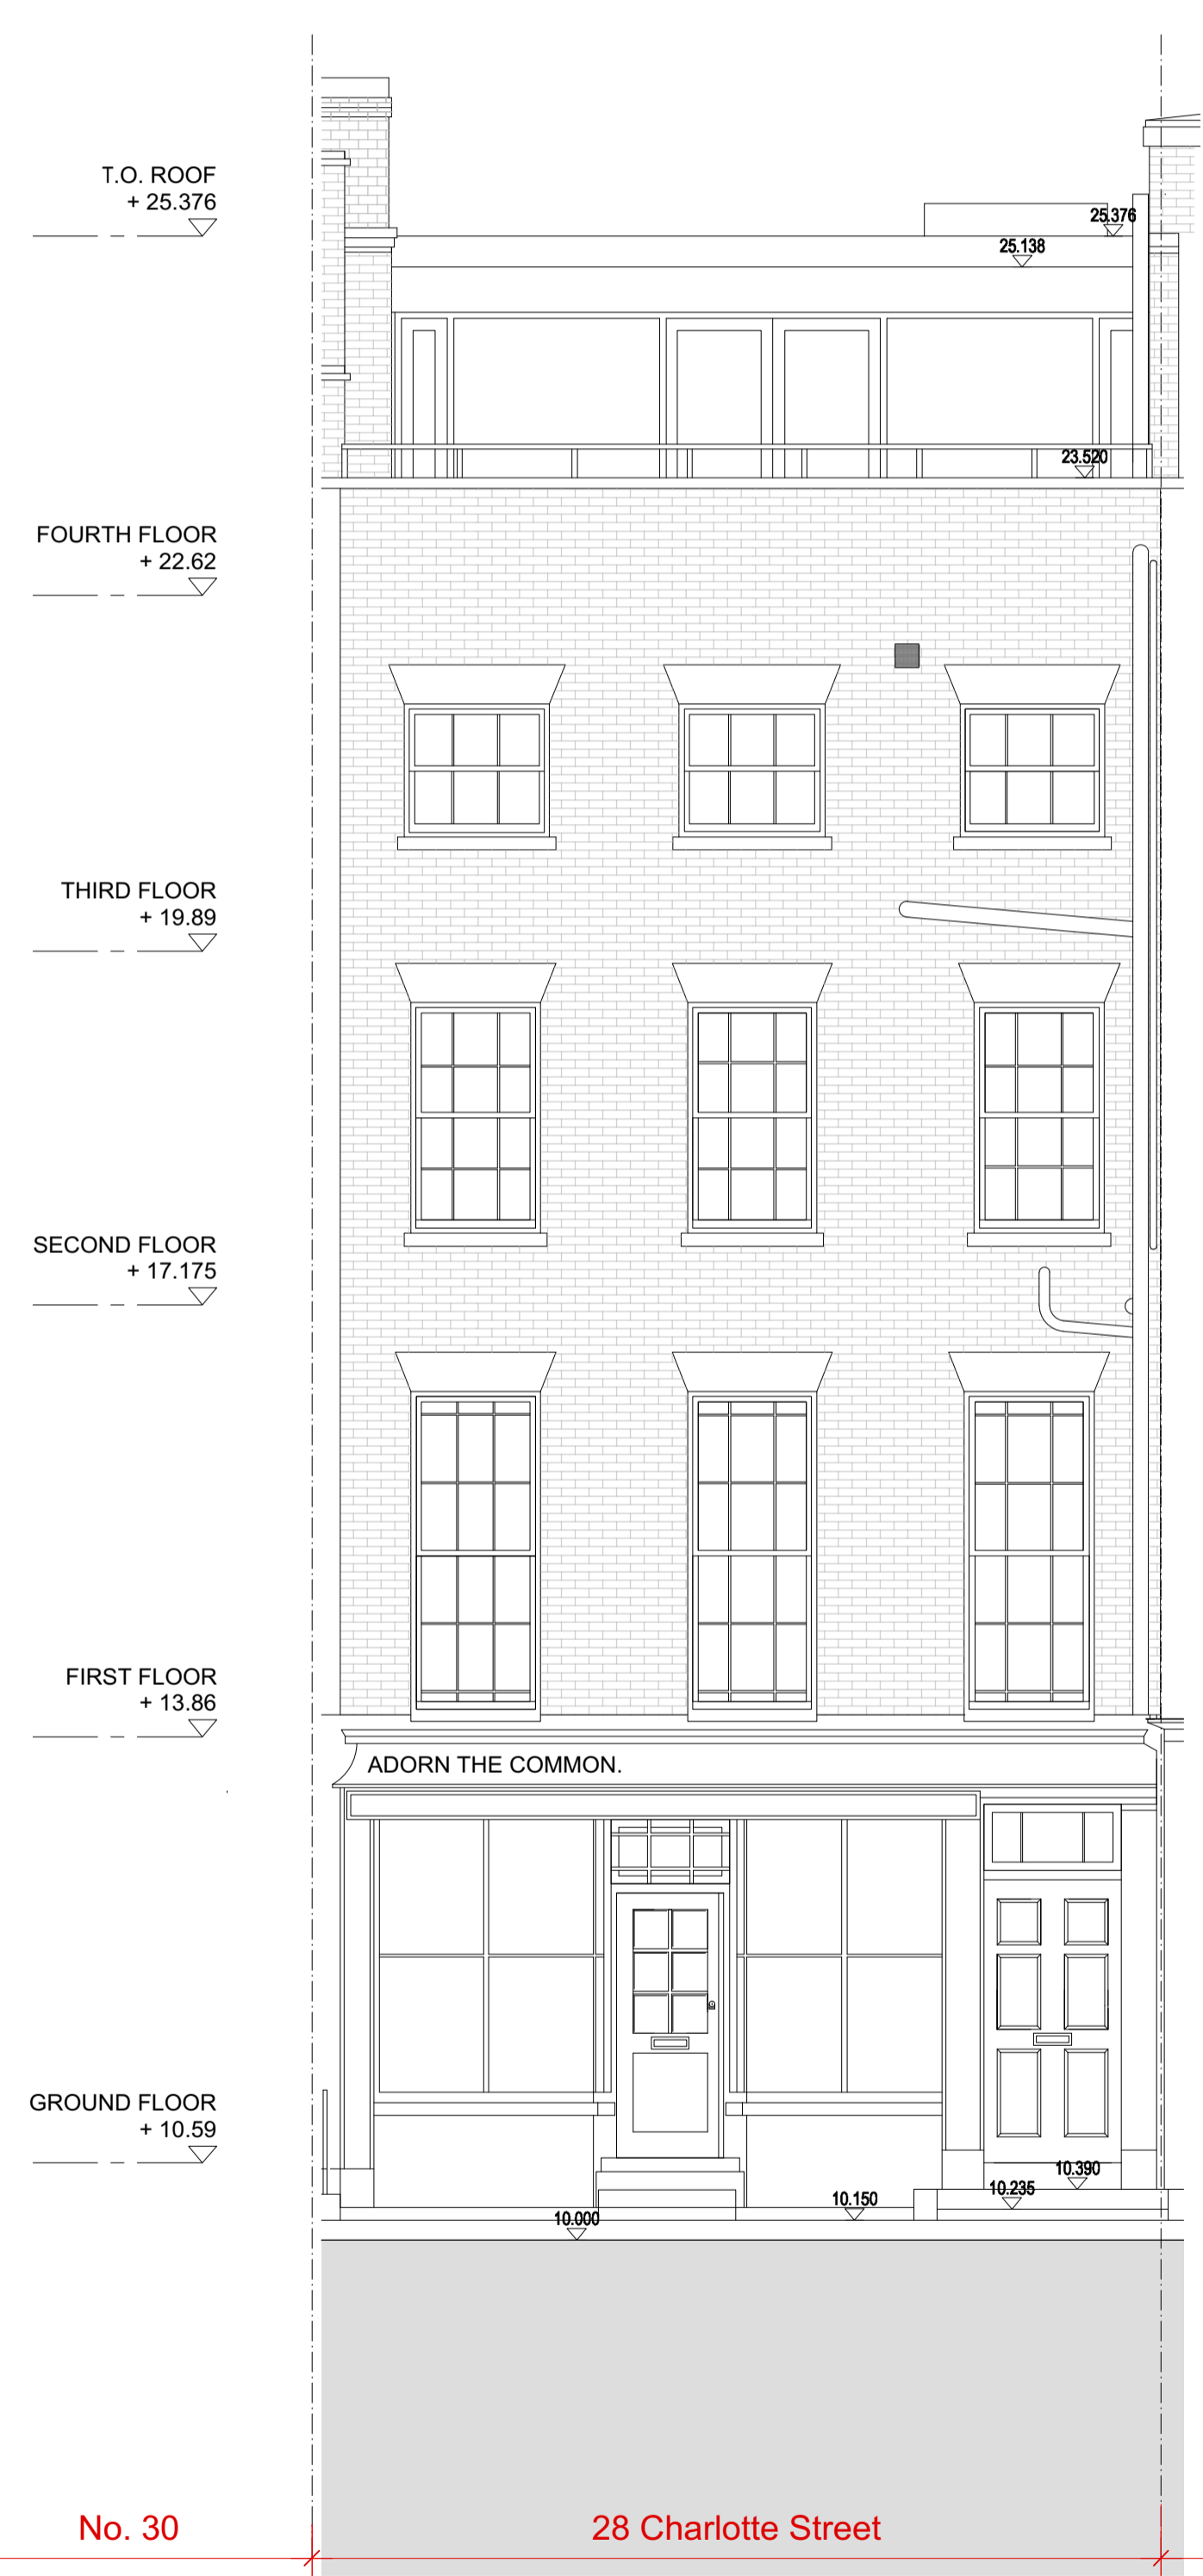 T.O. ROOF
+ 25.376
25.376
25.138
23.520
FOURTH FLOOR
+ 22.62
THIRD FLOOR
+ 19.89
SECOND FLOOR
+ 17.175
FIRST FLOOR
+ 13.86
ADORN THE COMMON.
GROUND FLOOR
+ 10.59
10.390
10.235
10.150
10.000
No. 30
28 Charlotte Street